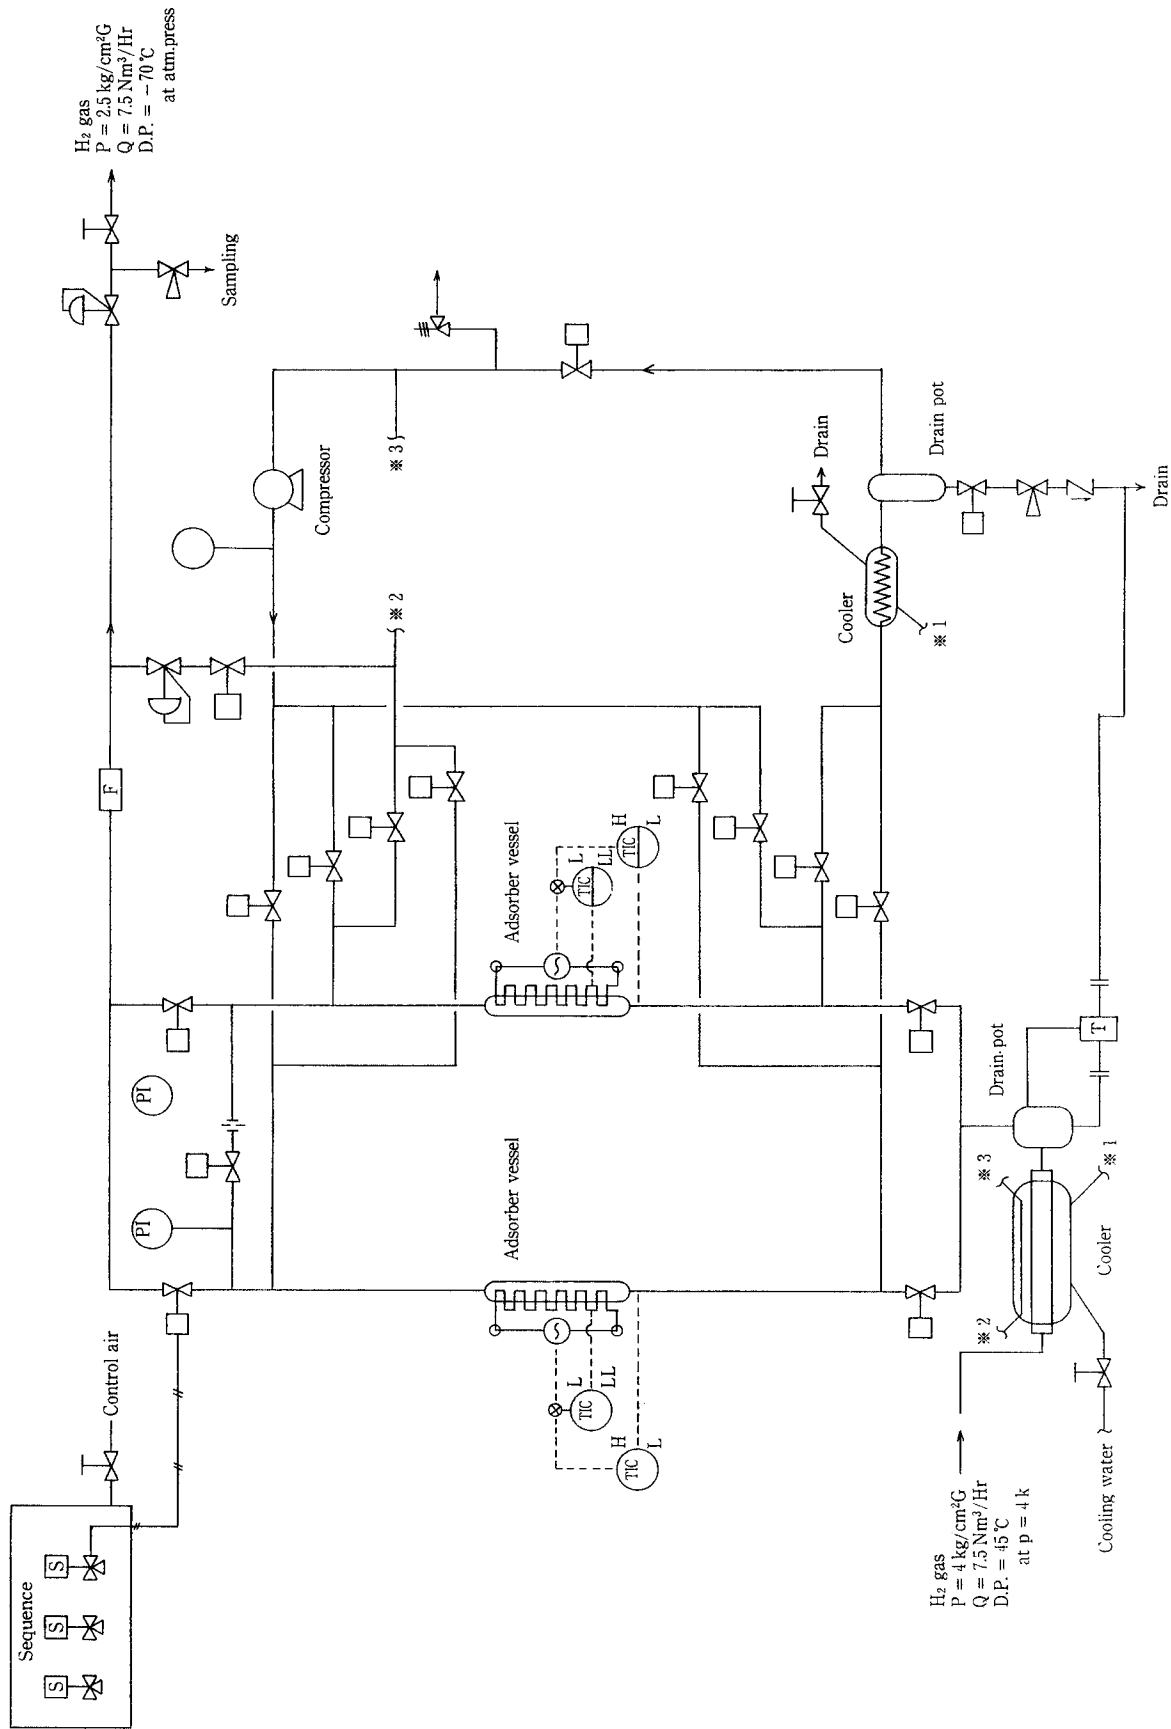 Sequence
S
S
S
Control air
H₂ gas
P = 2.5 kg/cm²G
Q = 7.5 Nm³/Hr
D.P. = −70℃
at atm.press
Sampling
F
PI
PI
Compressor
※2
※3
Adsorber vessel
TIC
L
LL
TIC
H
L
Adsorber vessel
TIC
L
LL
TIC
H
L
Cooler
※1
Drain
Drain pot
Drain
H₂ gas
P = 4 kg/cm²G
Q = 7.5 Nm³/Hr
D.P. = 45℃
at p = 4 k
Cooling water
※2
※3
※1
Cooler
Drain-pot
T